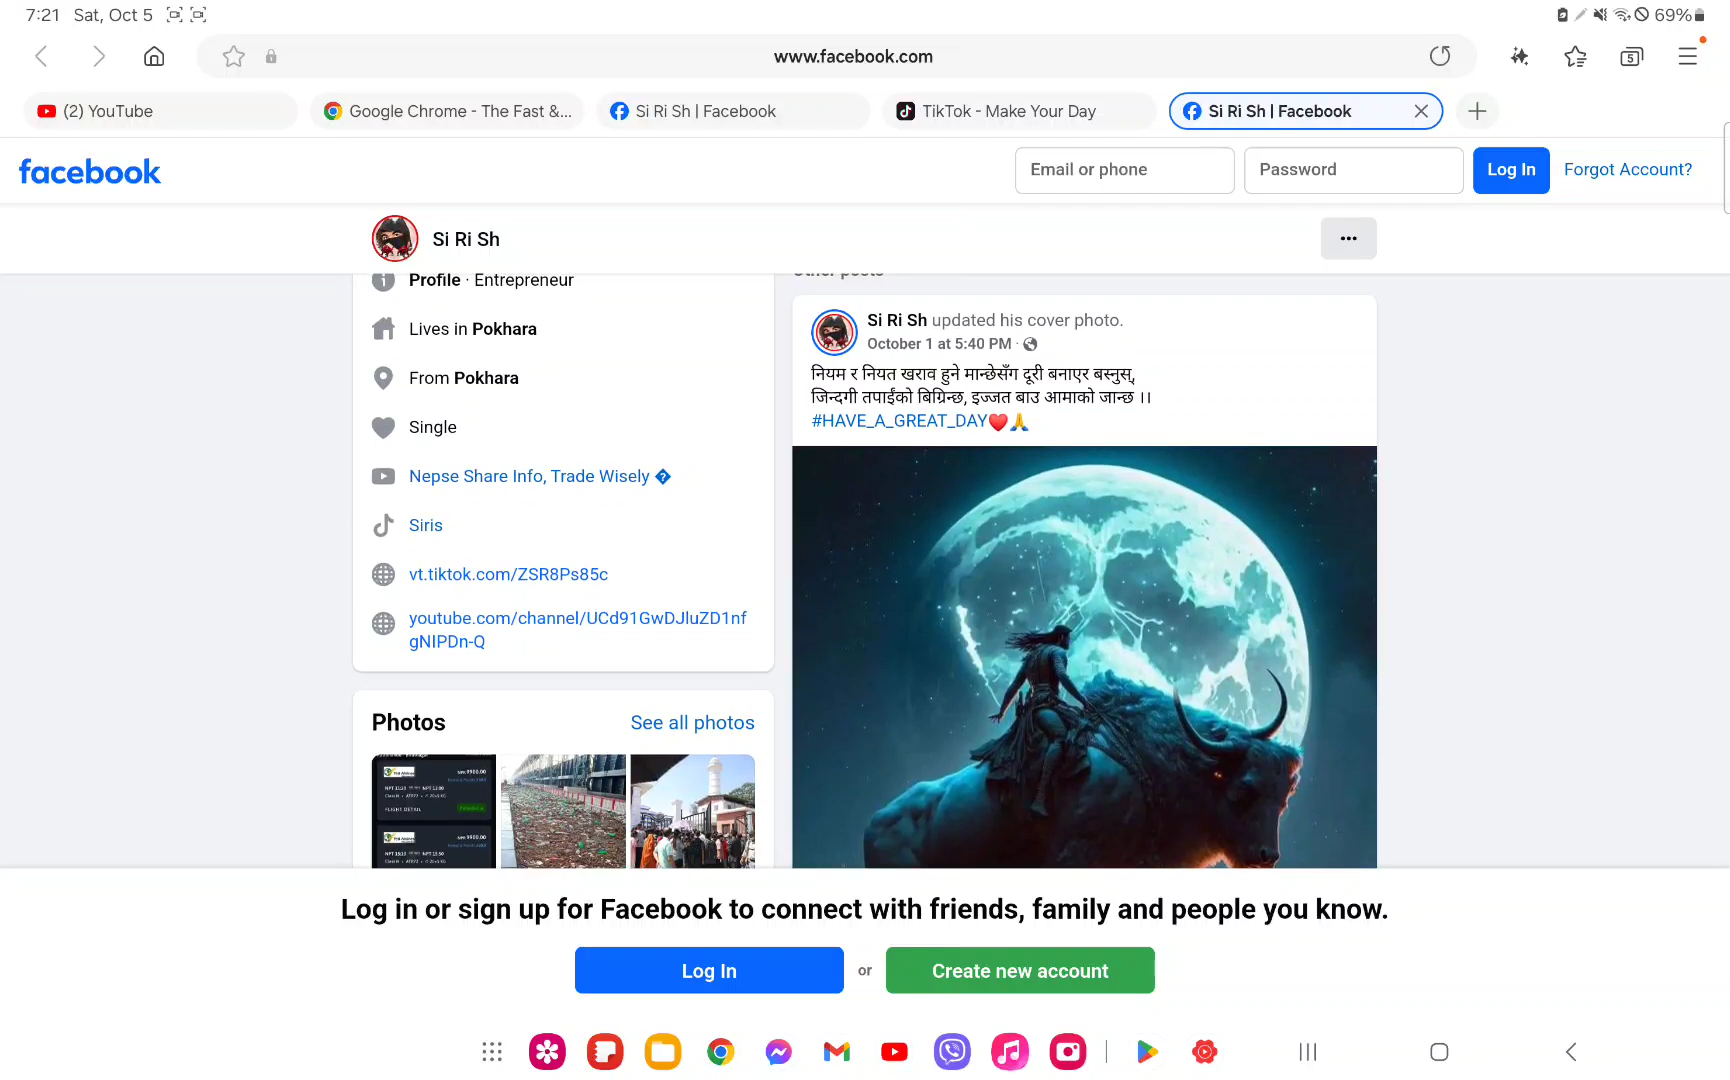 7:21 Sat, Oct 5
69%
www.facebook.com
5
(2) YouTube
Google Chrome - The Fast &...
Si Ri Sh | Facebook
TikTok - Make Your Day
Si Ri Sh | Facebook
facebook
Email or phone
Password
Log In
Forgot Account?
Si Ri Sh
Profile · Entrepreneur
Lives in Pokhara
From Pokhara
Single
Nepse Share Info, Trade Wisely �
Siris
vt.tiktok.com/ZSR8Ps85c
youtube.com/channel/UCd91GwDJluZD1nf
gNIPDn-Q
Photos
See all photos
FLIGHT DETAIL
Other posts
Si Ri Sh updated his cover photo.
October 1 at 5:40 PM ·
नियम र नियत खराव हुने मान्छेसँग दूरी बनाएर बस्नुस्,
जिन्दगी तपाईंको बिग्रिन्छ, इज्जत बाउ आमाको जान्छ ।।
#HAVE_A_GREAT_DAY❤️🙏
Log in or sign up for Facebook to connect with friends, family and people you know.
Log In
or
Create new account